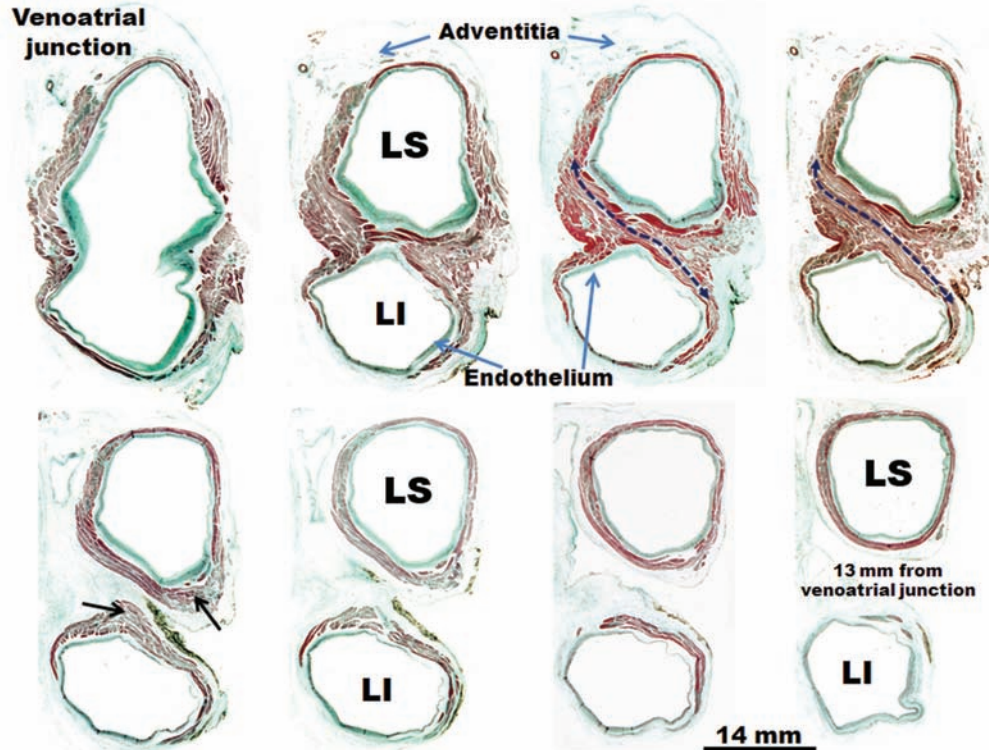 Venoatrial
junction
Adventitia
LS
LI
Endothelium
LS
LS
13 mm from
venoatrial junction
LI
LI
14 mm